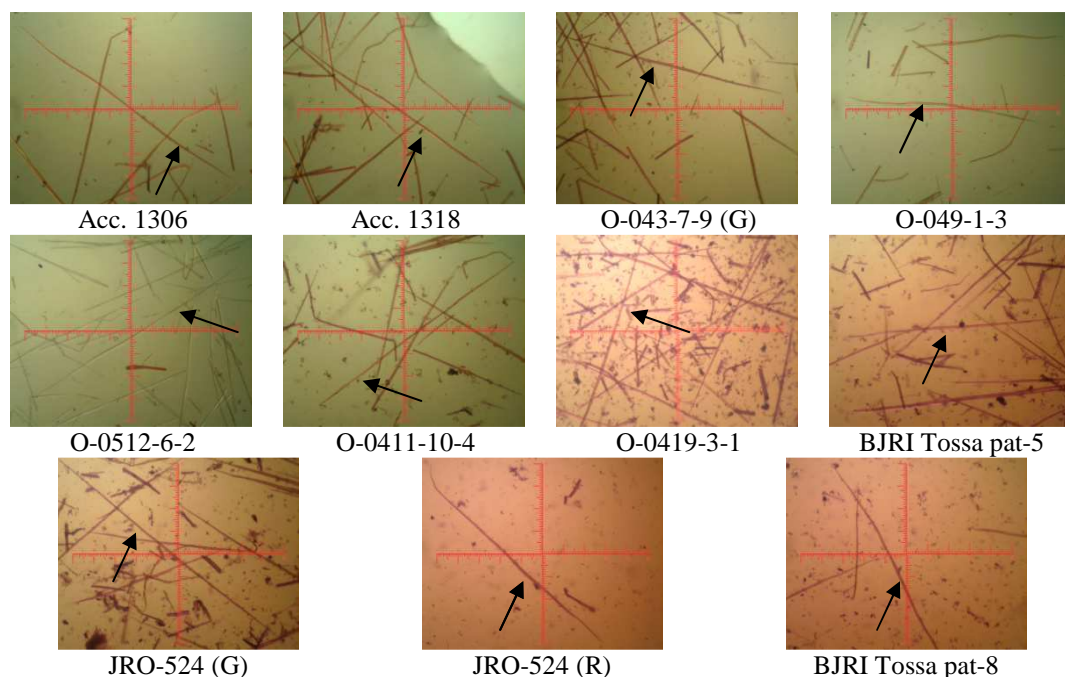 Acc. 1306 Acc. 1318 O-043-7-9 (G) O-049-1-3
O-0512-6-2 O-0411-10-4 O-0419-3-1 BJRI Tossa pat-5
JRO-524 (G) JRO-524 (R) BJRI Tossa pat-8